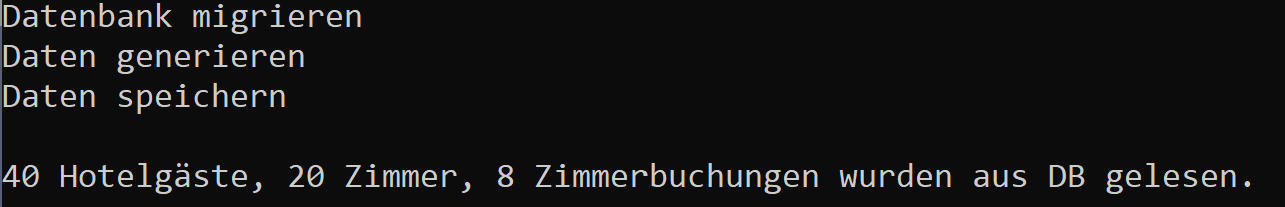 Datenbank migrieren
Daten generieren
Daten speichern
40 Hotelgäste, 20 Zimmer, 8 Zimmerbuchungen wurden aus DB gelesen.